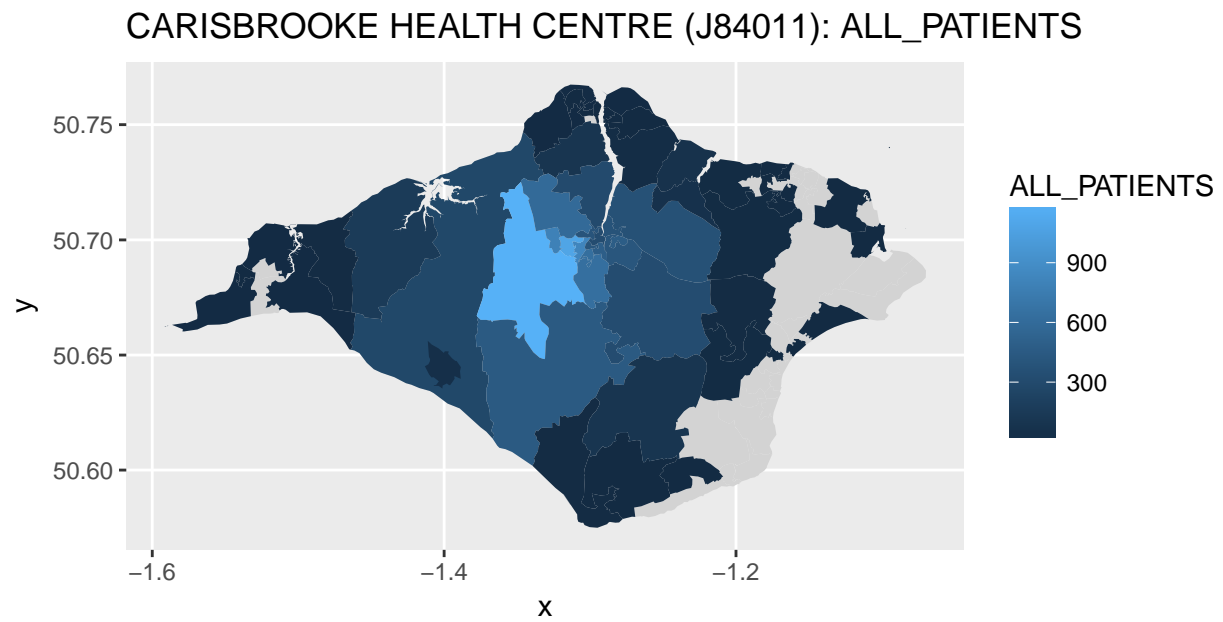 CARISBROOKE HEALTH CENTRE (J84011): ALL_PATIENTS
50.75
50.70
50.65
50.60
y
−1.6
−1.4
−1.2
x
ALL_PATIENTS
900
600
300